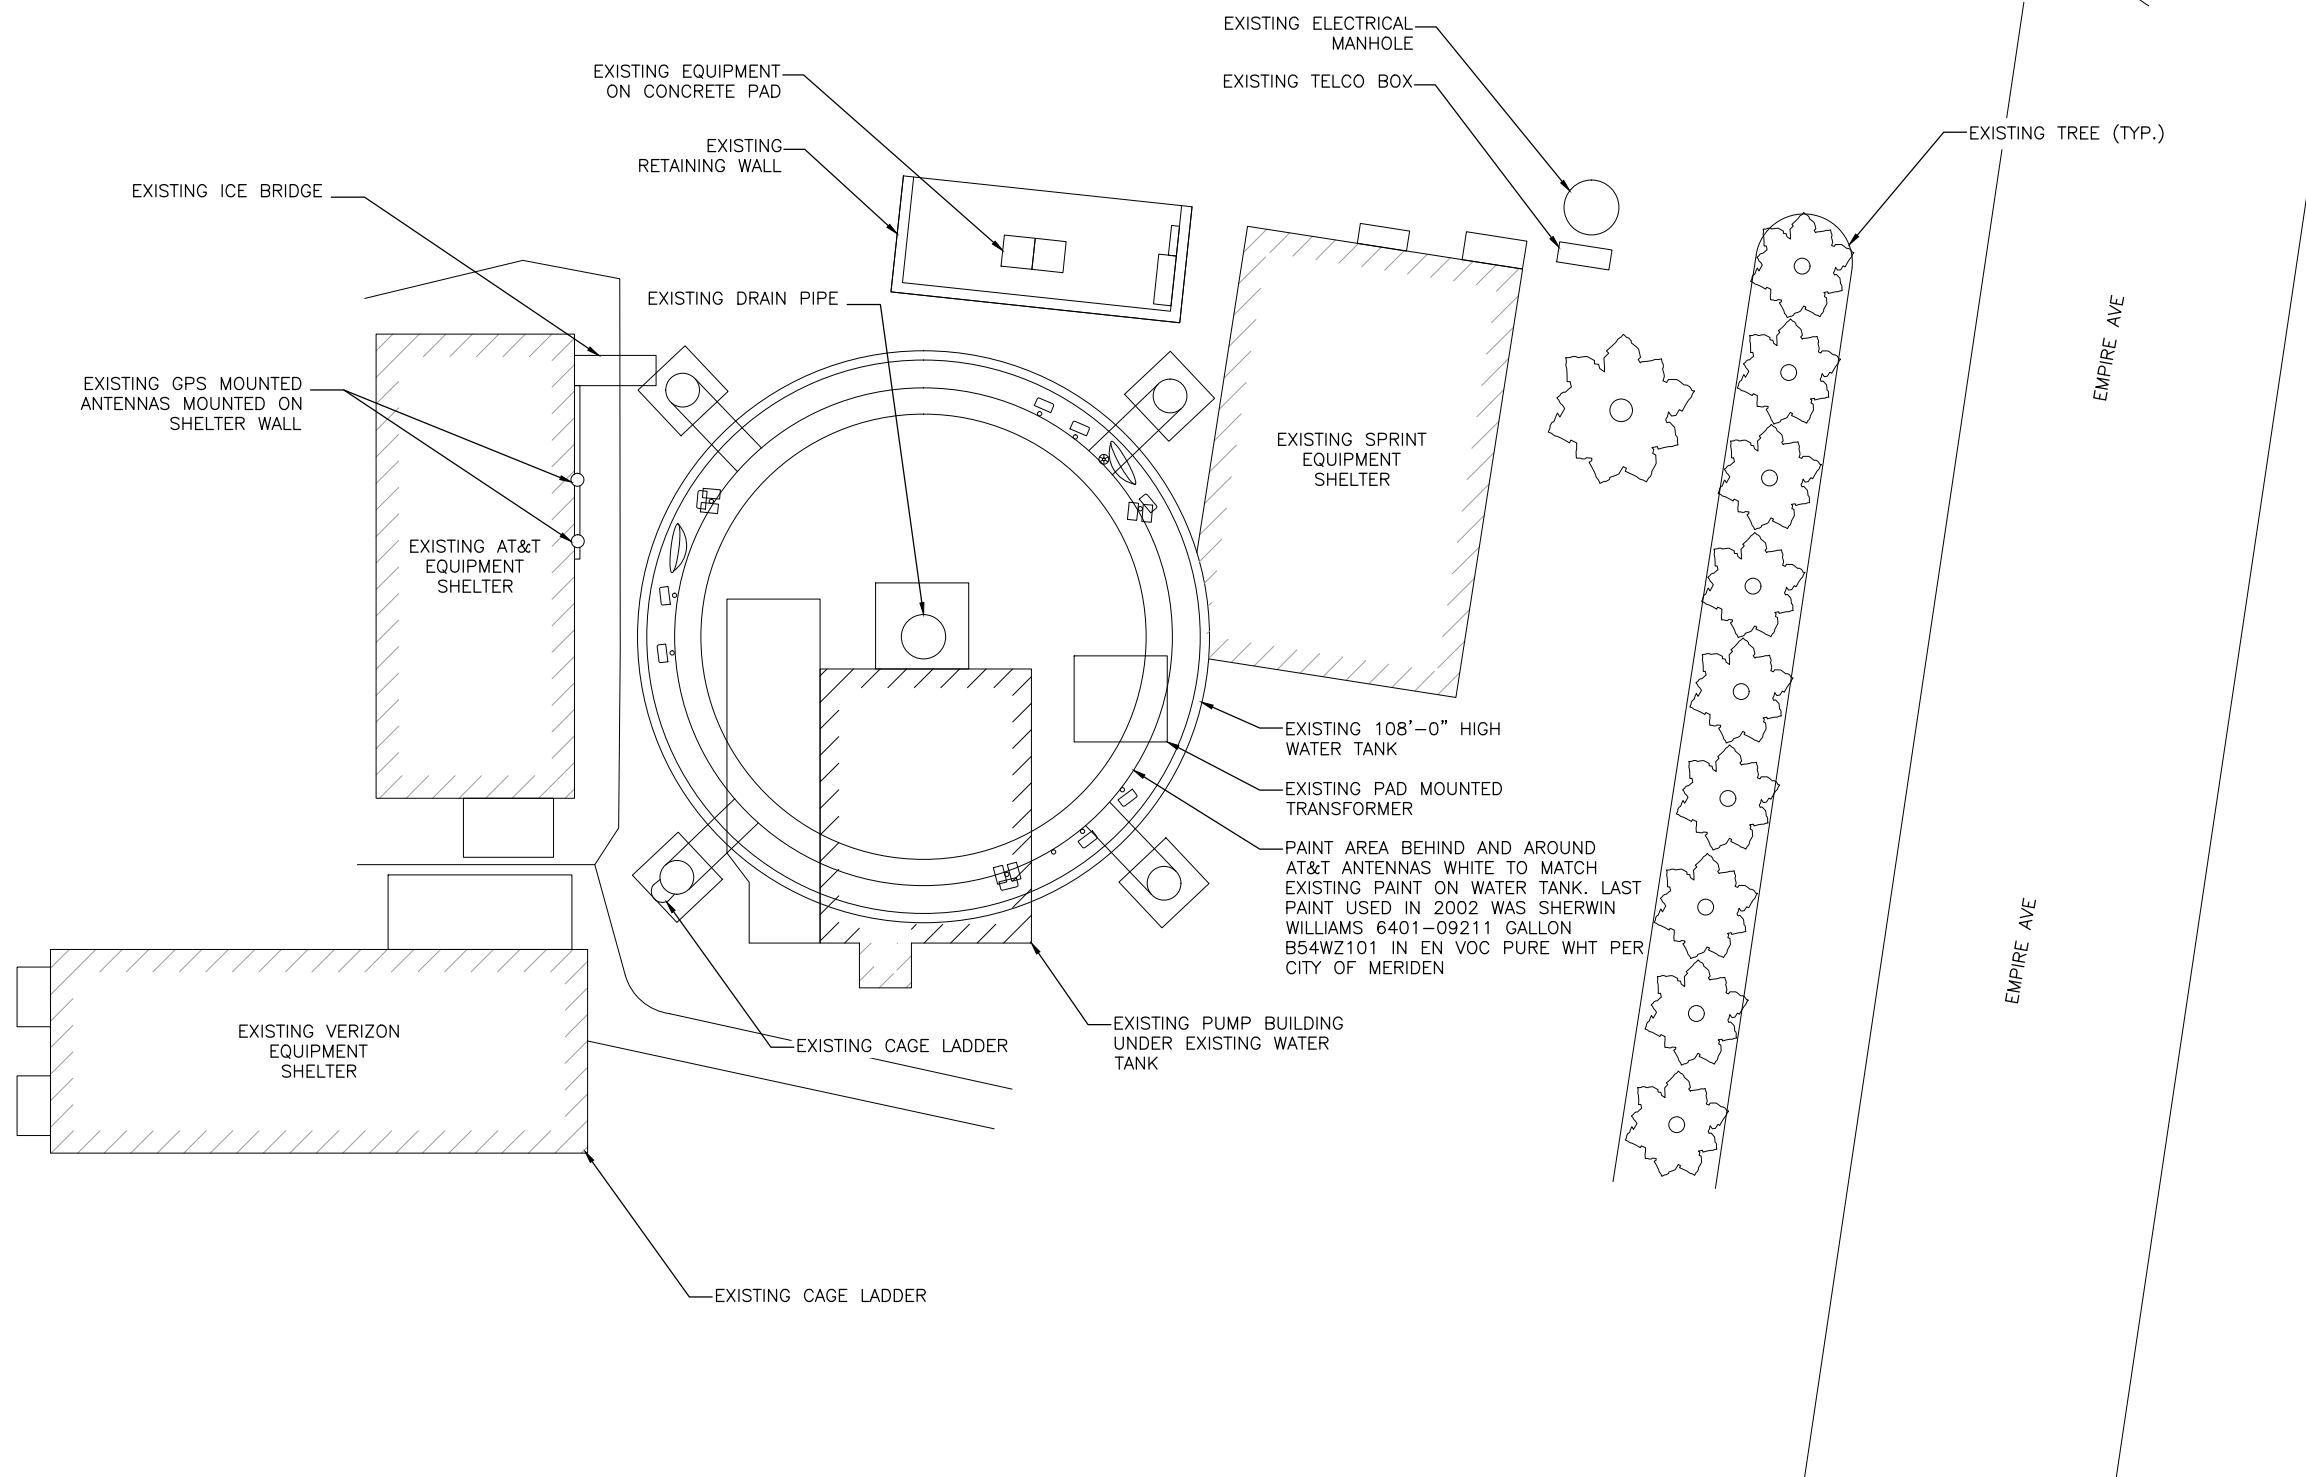 EXISTING ELECTRICAL
MANHOLE
EXISTING TELCO BOX
EXISTING EQUIPMENT
ON CONCRETE PAD
EXISTING
RETAINING WALL
EXISTING TREE (TYP.)
EXISTING ICE BRIDGE
EXISTING DRAIN PIPE
EMPIRE AVE
EXISTING GPS MOUNTED
ANTENNAS MOUNTED ON
SHELTER WALL
EXISTING SPRINT
EQUIPMENT
SHELTER
EXISTING AT&T
EQUIPMENT
SHELTER
EXISTING 108'-0" HIGH
WATER TANK
EXISTING PAD MOUNTED
TRANSFORMER
PAINT AREA BEHIND AND AROUND
AT&T ANTENNAS WHITE TO MATCH
EXISTING PAINT ON WATER TANK. LAST
PAINT USED IN 2002 WAS SHERWIN
WILLIAMS 6401-09211 GALLON
B54WZ101 IN EN VOC PURE WHT PER
CITY OF MERIDEN
EMPIRE AVE
EXISTING VERIZON
EQUIPMENT
SHELTER
EXISTING CAGE LADDER
EXISTING PUMP BUILDING
UNDER EXISTING WATER
TANK
EXISTING CAGE LADDER